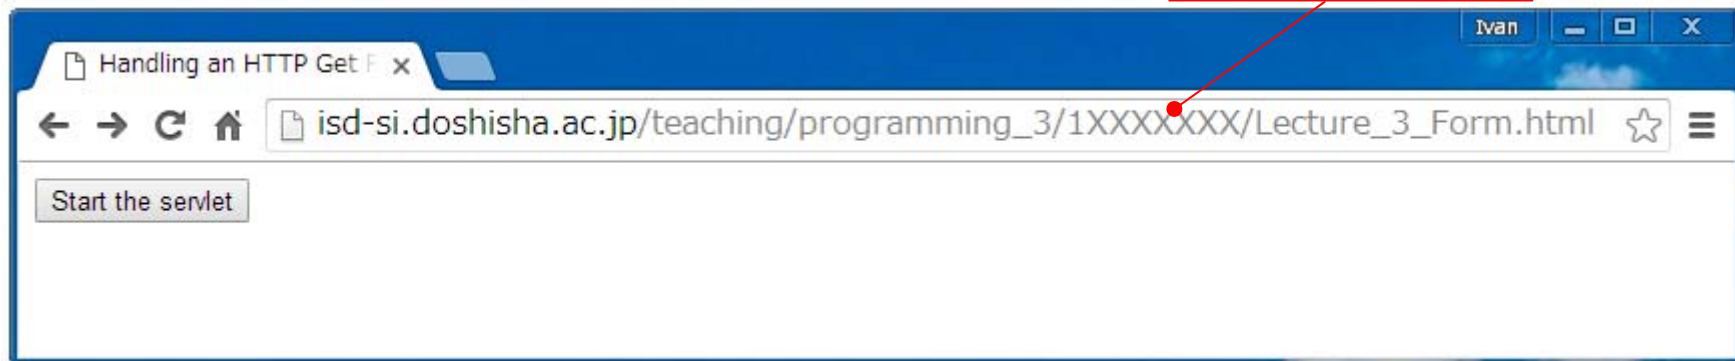 Ivan
Handling an HTTP Get
isd-si.doshisha.ac.jp/teaching/programming_3/1XXXXXXX/Lecture_3_Form.html
Start the servlet